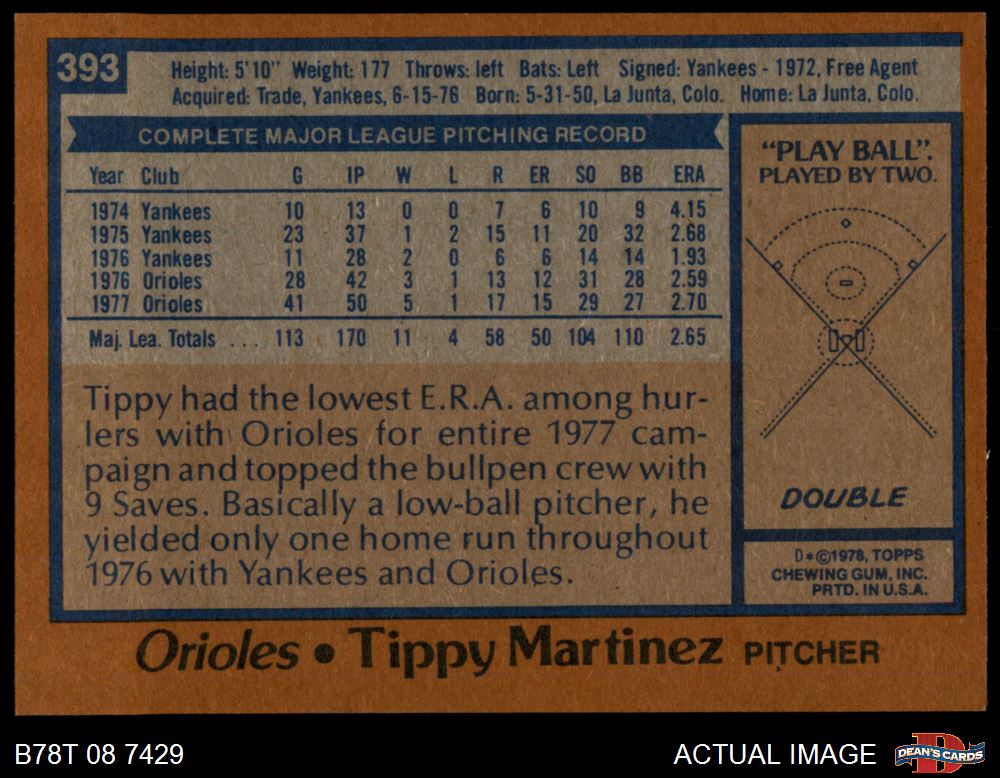 393
Height: 5'10" Weight: 177 Throws: left Bats: Left Signed: Yankees - 1972, Free Agent
Acquired: Trade, Yankees, 6-15-76 Born: 5-31-50, La Junta, Colo. Home: La Junta, Colo.
COMPLETE MAJOR LEAGUE PITCHING RECORD
Year Club G IP W L R ER SO BB ERA
1974 Yankees 10 13 0 0 7 6 10 9 4.15
1975 Yankees 23 37 1 2 15 11 20 32 2.68
1976 Yankees 11 28 2 0 6 6 14 14 1.93
1976 Orioles 28 42 3 1 13 12 31 28 2.59
1977 Orioles 41 50 5 1 17 15 29 27 2.70
Maj. Lea. Totals ... 113 170 11 4 58 50 104 110 2.65
Tippy had the lowest E.R.A. among hur-
lers with Orioles for entire 1977 cam-
paign and topped the bullpen crew with
9 Saves. Basically a low-ball pitcher, he
yielded only one home run throughout
1976 with Yankees and Orioles.
"PLAY BALL".
PLAYED BY TWO.
DOUBLE
D*©1978, TOPPS
CHEWING GUM, INC.
PRTD. IN U.S.A.
Orioles • Tippy Martinez PITCHER
B78T 08 7429
ACTUAL IMAGE
DEAN'S CARDS